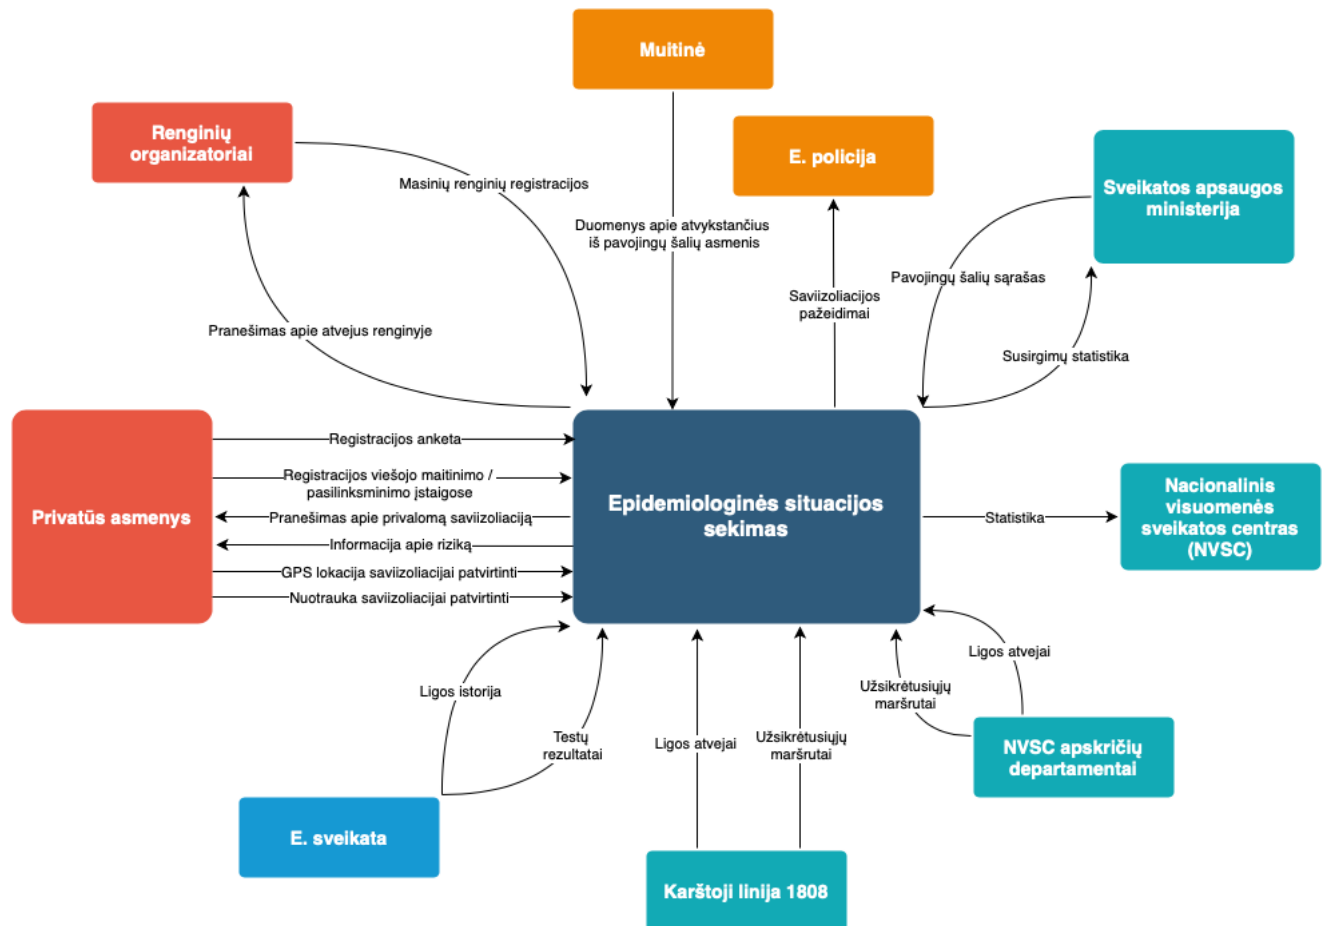 Muitinė
Renginių
organizatoriai
E. policija
Sveikatos apsaugos
ministerija
Masinių renginių registracijos
Duomenys apie atvykstančius
iš pavojingų šalių asmenis
Pavojingų šalių sąrašas
Saviizoliacijos
pažeidimai
Pranešimas apie atvejus renginyje
Susirgimų statistika
Privatūs asmenys
Registracijos anketa
Registracijos viešojo maitinimo /
pasilinksminimo įstaigose
Pranešimas apie privalomą saviizoliaciją
Informacija apie riziką
GPS lokacija saviizoliacijai patvirtinti
Nuotrauka saviizoliacijai patvirtinti
Epidemiologinės situacijos
sekimas
Statistika
Nacionalinis
visuomenės
sveikatos centras
(NVSC)
Ligos istorija
Testų
rezultatai
Ligos atvejai
Užsikrėtusiųjų
maršrutai
Užsikrėtusiųjų
maršrutai
Ligos atvejai
NVSC apskričių
departamentai
E. sveikata
Karštoji linija 1808